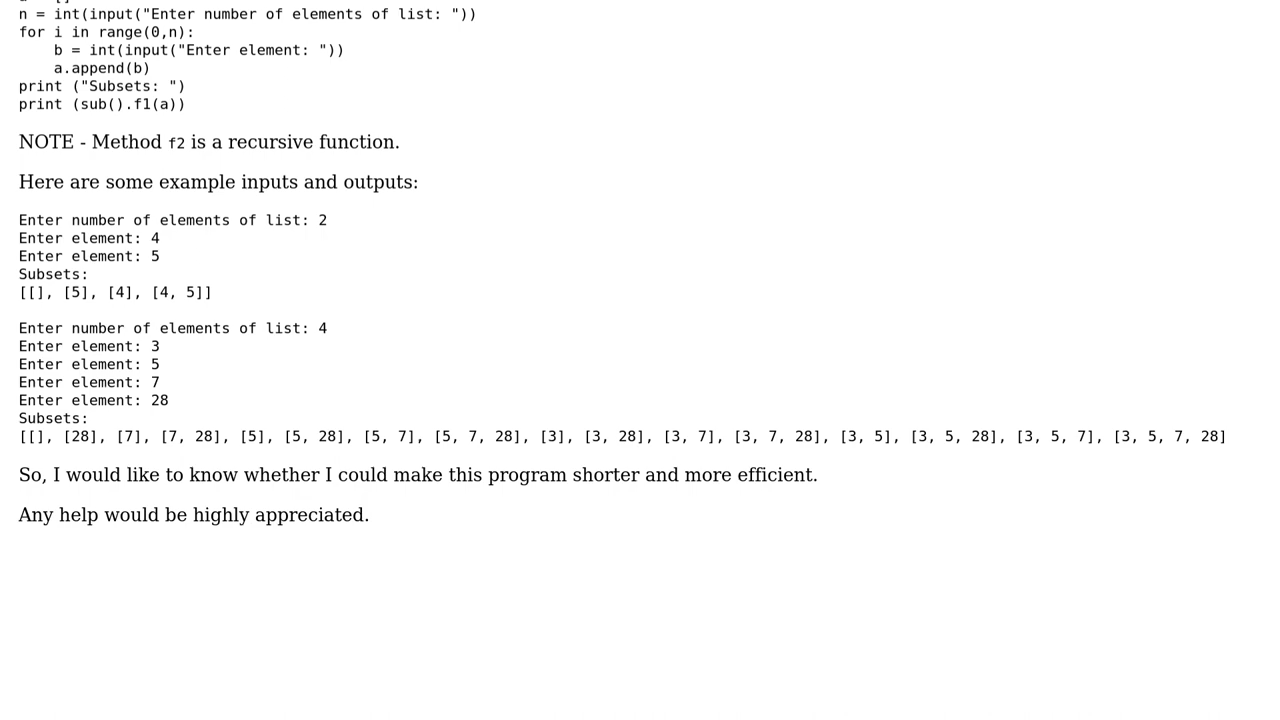 n = int(input("Enter number of elements of list: "))
for i in range(0,n):
    b = int(input("Enter element: "))
    a.append(b)
print ("Subsets: ")
print (sub().f1(a))
NOTE - Method f2 is a recursive function.
Here are some example inputs and outputs:
Enter number of elements of list: 2
Enter element: 4
Enter element: 5
Subsets:
[[], [5], [4], [4, 5]]
Enter number of elements of list: 4
Enter element: 3
Enter element: 5
Enter element: 7
Enter element: 28
Subsets:
[[], [28], [7], [7, 28], [5], [5, 28], [5, 7], [5, 7, 28], [3], [3, 28], [3, 7], [3, 7, 28], [3, 5], [3, 5, 28], [3, 5, 7], [3, 5, 7, 28]
So, I would like to know whether I could make this program shorter and more efficient.
Any help would be highly appreciated.